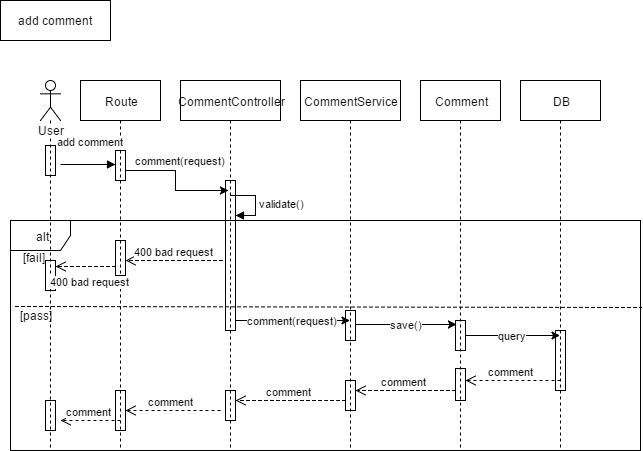 add comment
Route
CommentController
CommentService
Comment
DB
User
add comment
comment(request)
validate()
alt
[fail]
400 bad request
400 bad request
[pass]
comment(request)
save()
query
comment
comment
comment
comment
comment